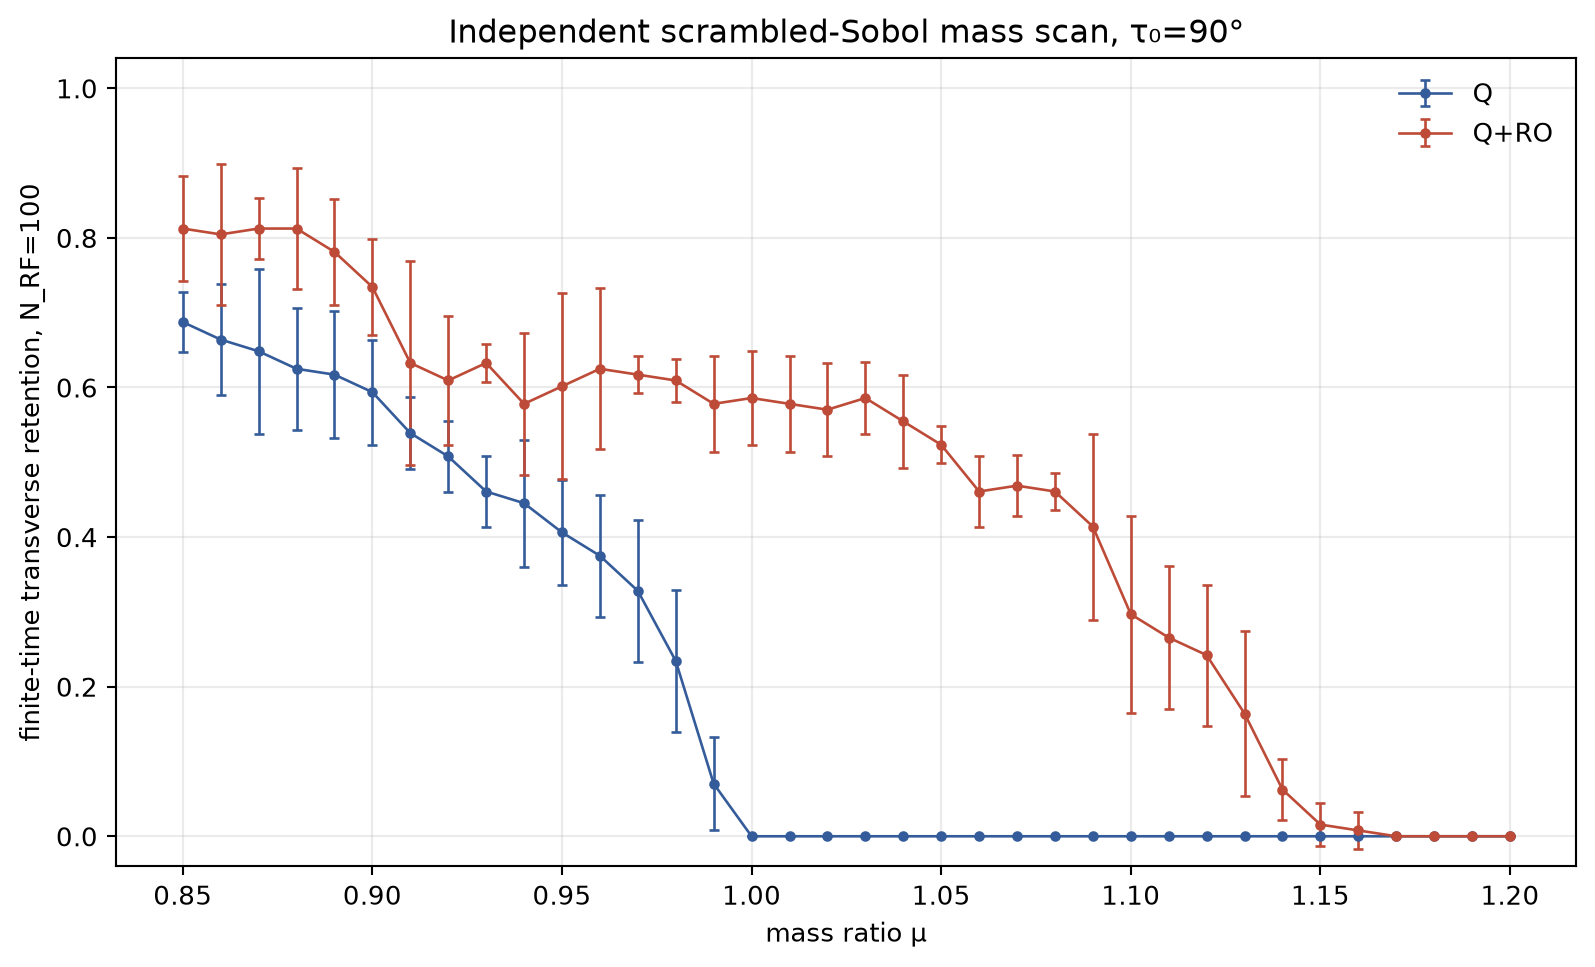 Independent scrambled-Sobol mass scan, τ₀=90°
Q
Q+RO
finite-time transverse retention, N_RF=100
1.0
0.8
0.6
0.4
0.2
0.0
0.85 0.90 0.95 1.00 1.05 1.10 1.15 1.20
mass ratio μ